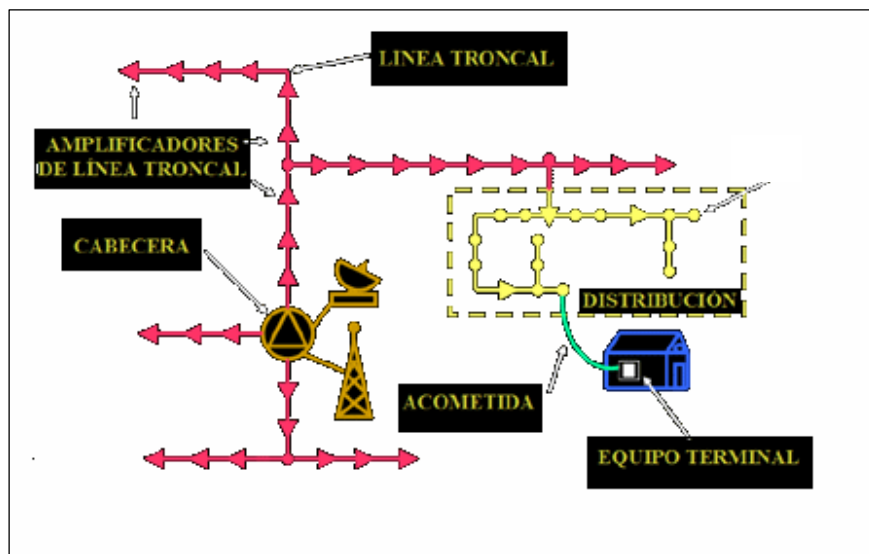 LINEA TRONCAL
AMPLIFICADORES
DE LÍNEA TRONCAL
CABECERA
DISTRIBUCIÓN
ACOMETIDA
EQUIPO TERMINAL